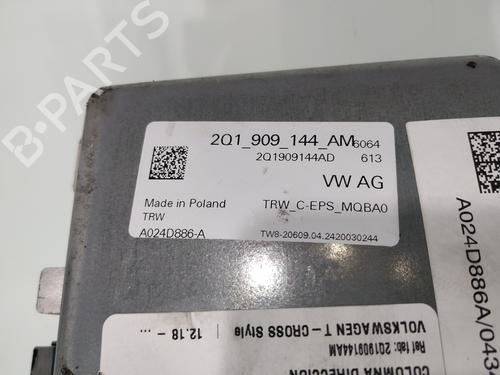 2Q1_909_144_AM 6064
2Q1909144AD 613
VW AG
Made in Poland TRW_C-EPS_MQBA0
TRW
A024D886-A TW8-20609.04.2420030244
A024D886A/0434
12.18 - ...
VOLKSWAGEN T-CROSS Style
Ref fab: 2Q1909144AM
COLUMNA DIRECCION
B-PARTS